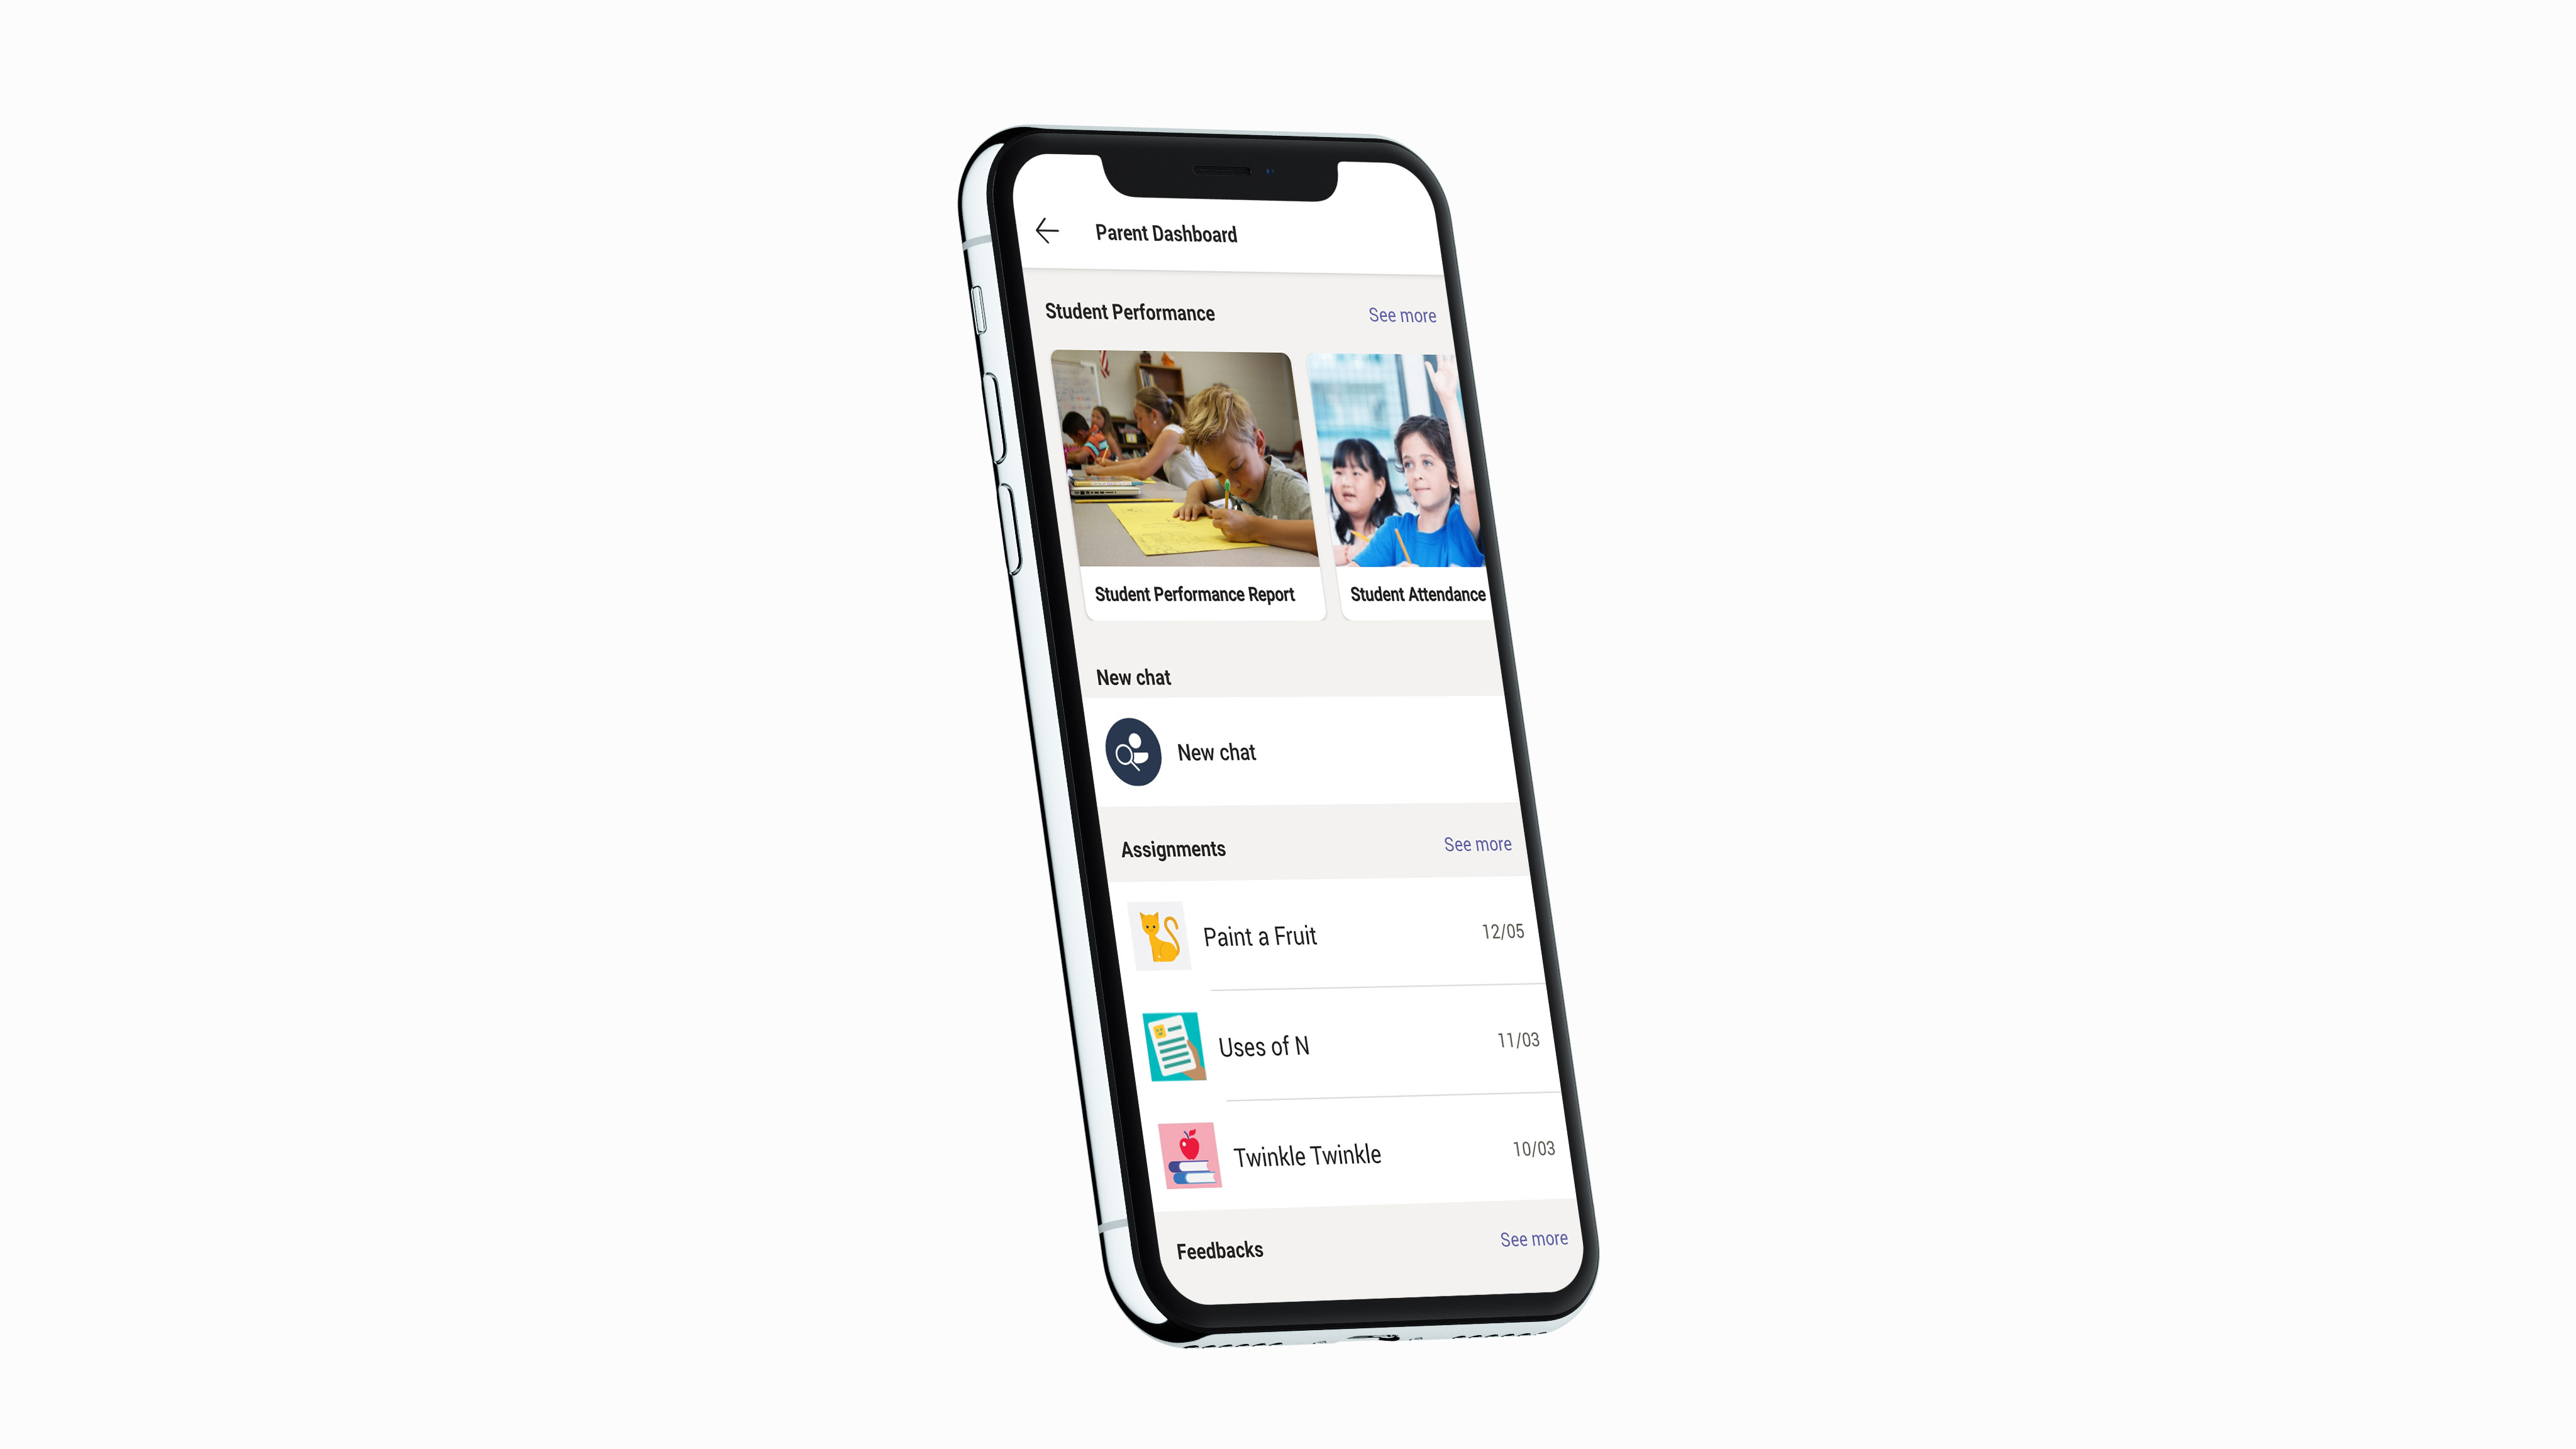 Parent Dashboard
Student Performance See more
Student Performance Report
Student Attendance
New chat
New chat
Assignments See more
Paint a Fruit 12/05
Uses of N 11/03
Twinkle Twinkle 10/03
Feedbacks See more